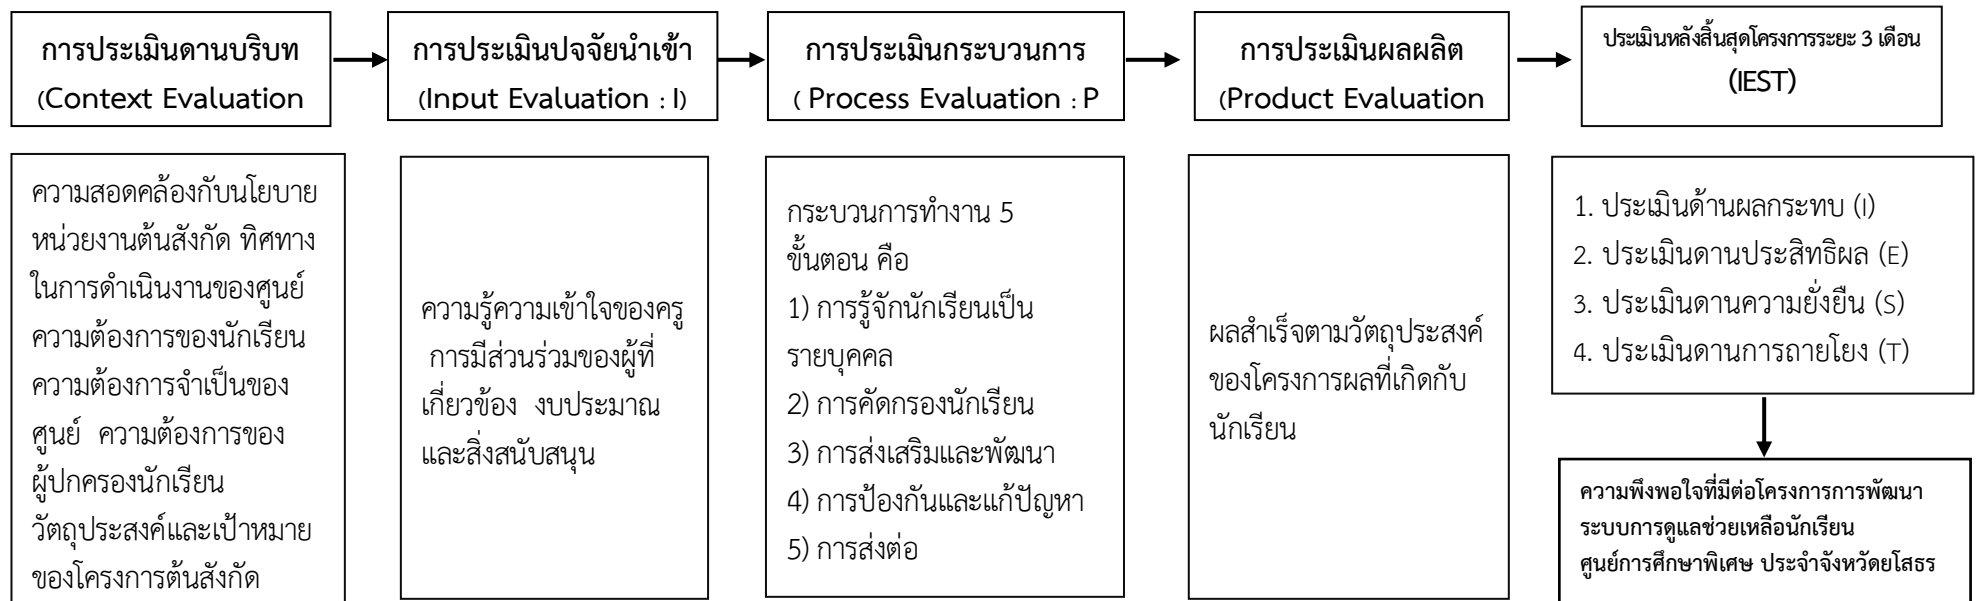 การประเมินดานบริบท
(Context Evaluation
การประเมินปจจัยนำเข้า
(Input Evaluation : I)
การประเมินกระบวนการ
( Process Evaluation : P
การประเมินผลผลิต
(Product Evaluation
ประเมินหลังสิ้นสุดโครงการระยะ 3 เดือน
(IEST)
ความสอดคล้องกับนโยบาย
หน่วยงานต้นสังกัด ทิศทาง
ในการดำเนินงานของศูนย์
ความต้องการของนักเรียน
ความต้องการจำเป็นของ
ศูนย์ ความต้องการของ
ผู้ปกครองนักเรียน
วัตถุประสงค์และเป้าหมาย
ของโครงการต้นสังกัด
ความรู้ความเข้าใจของครู
การมีส่วนร่วมของผู้ที่
เกี่ยวข้อง งบประมาณ
และสิ่งสนับสนุน
กระบวนการทำงาน 5
ขั้นตอน คือ
1) การรู้จักนักเรียนเป็น
รายบุคคล
2) การคัดกรองนักเรียน
3) การส่งเสริมและพัฒนา
4) การป้องกันและแก้ปัญหา
5) การส่งต่อ
ผลสำเร็จตามวัตถุประสงค์
ของโครงการผลที่เกิดกับ
นักเรียน
1. ประเมินด้านผลกระทบ (I)
2. ประเมินดานประสิทธิผล (E)
3. ประเมินดานความยั่งยืน (S)
4. ประเมินดานการถายโยง (T)
ความพึงพอใจที่มีต่อโครงการการพัฒนา
ระบบการดูแลช่วยเหลือนักเรียน
ศูนย์การศึกษาพิเศษ ประจำจังหวัดยโสธร